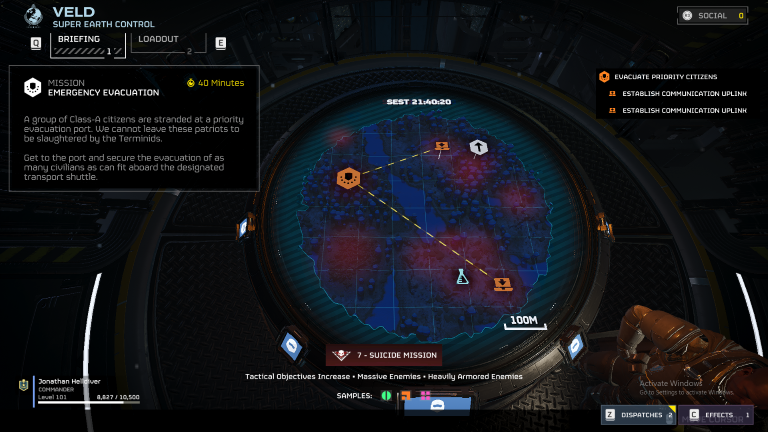 VELD
SUPER EARTH CONTROL
SOCIAL 0
Q BRIEFING 1 LOADOUT 2 E
MISSION
EMERGENCY EVACUATION
40 Minutes
A group of Class-A citizens are stranded at a priority
evacuation port. We cannot leave these patriots to
be slaughtered by the Terminids.
Get to the port and secure the evacuation of as
many civilians as can fit aboard the designated
transport shuttle.
EVACUATE PRIORITY CITIZENS
ESTABLISH COMMUNICATION UPLINK
ESTABLISH COMMUNICATION UPLINK
SEST 21:40:20
100M
7 - SUICIDE MISSION
Tactical Objectives Increase • Massive Enemies • Heavily Armored Enemies
SAMPLES:
Jonathan Helldiver
COMMANDER
Level 101 8,827 / 10,500
Activate Windows
Go to Settings to activate Windows.
Z DISPATCHES 2
C EFFECTS 1